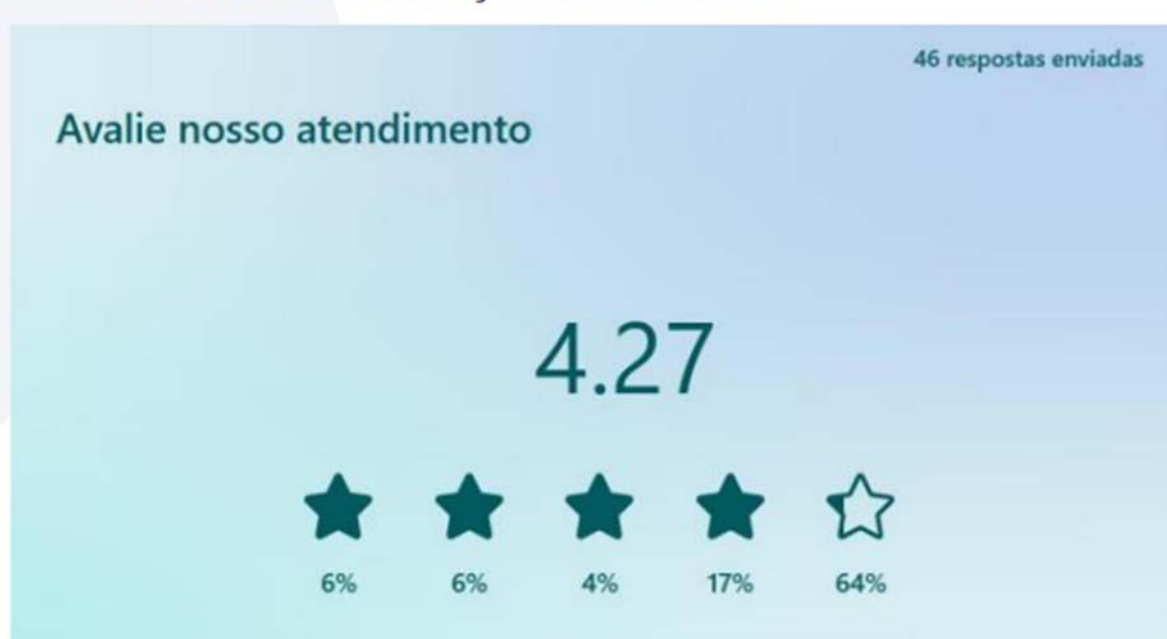 46 respostas enviadas
Avalie nosso atendimento
4.27
6% 6% 4% 17% 64%